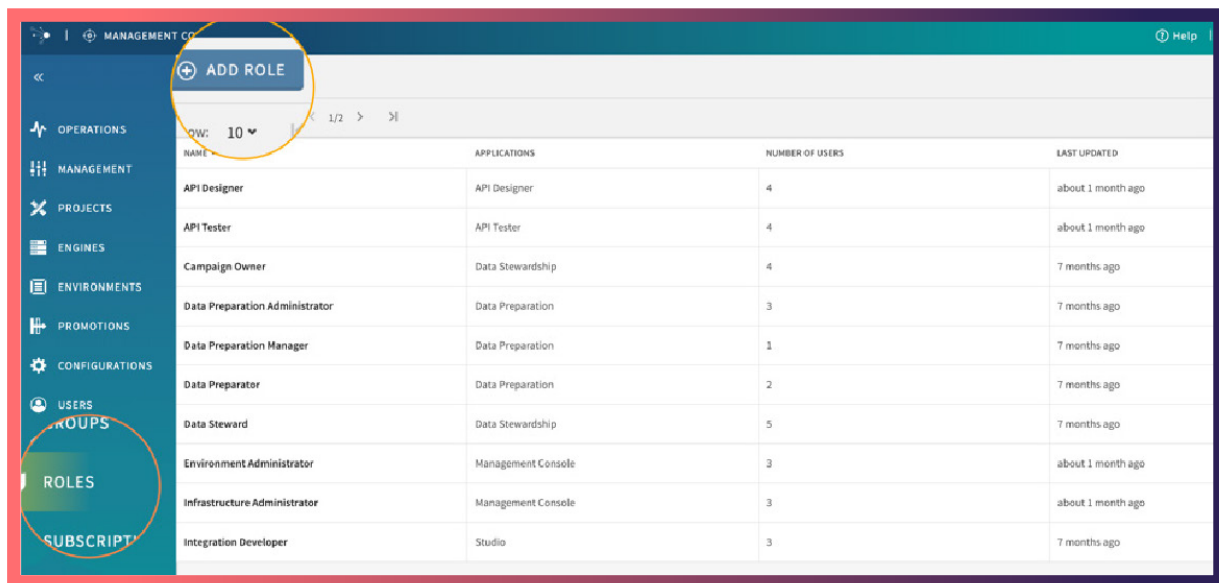 MANAGEMENT CO
Help
ADD ROLE
ow: 10
1/2
OPERATIONS
MANAGEMENT
PROJECTS
ENGINES
ENVIRONMENTS
PROMOTIONS
CONFIGURATIONS
USERS
ROUPS
ROLES
SUBSCRIPTI
NAME APPLICATIONS NUMBER OF USERS LAST UPDATED
API Designer API Designer 4 about 1 month ago
API Tester API Tester 4 about 1 month ago
Campaign Owner Data Stewardship 4 7 months ago
Data Preparation Administrator Data Preparation 3 7 months ago
Data Preparation Manager Data Preparation 1 7 months ago
Data Preparator Data Preparation 2 7 months ago
Data Steward Data Stewardship 5 7 months ago
Environment Administrator Management Console 3 about 1 month ago
Infrastructure Administrator Management Console 3 about 1 month ago
Integration Developer Studio 3 7 months ago